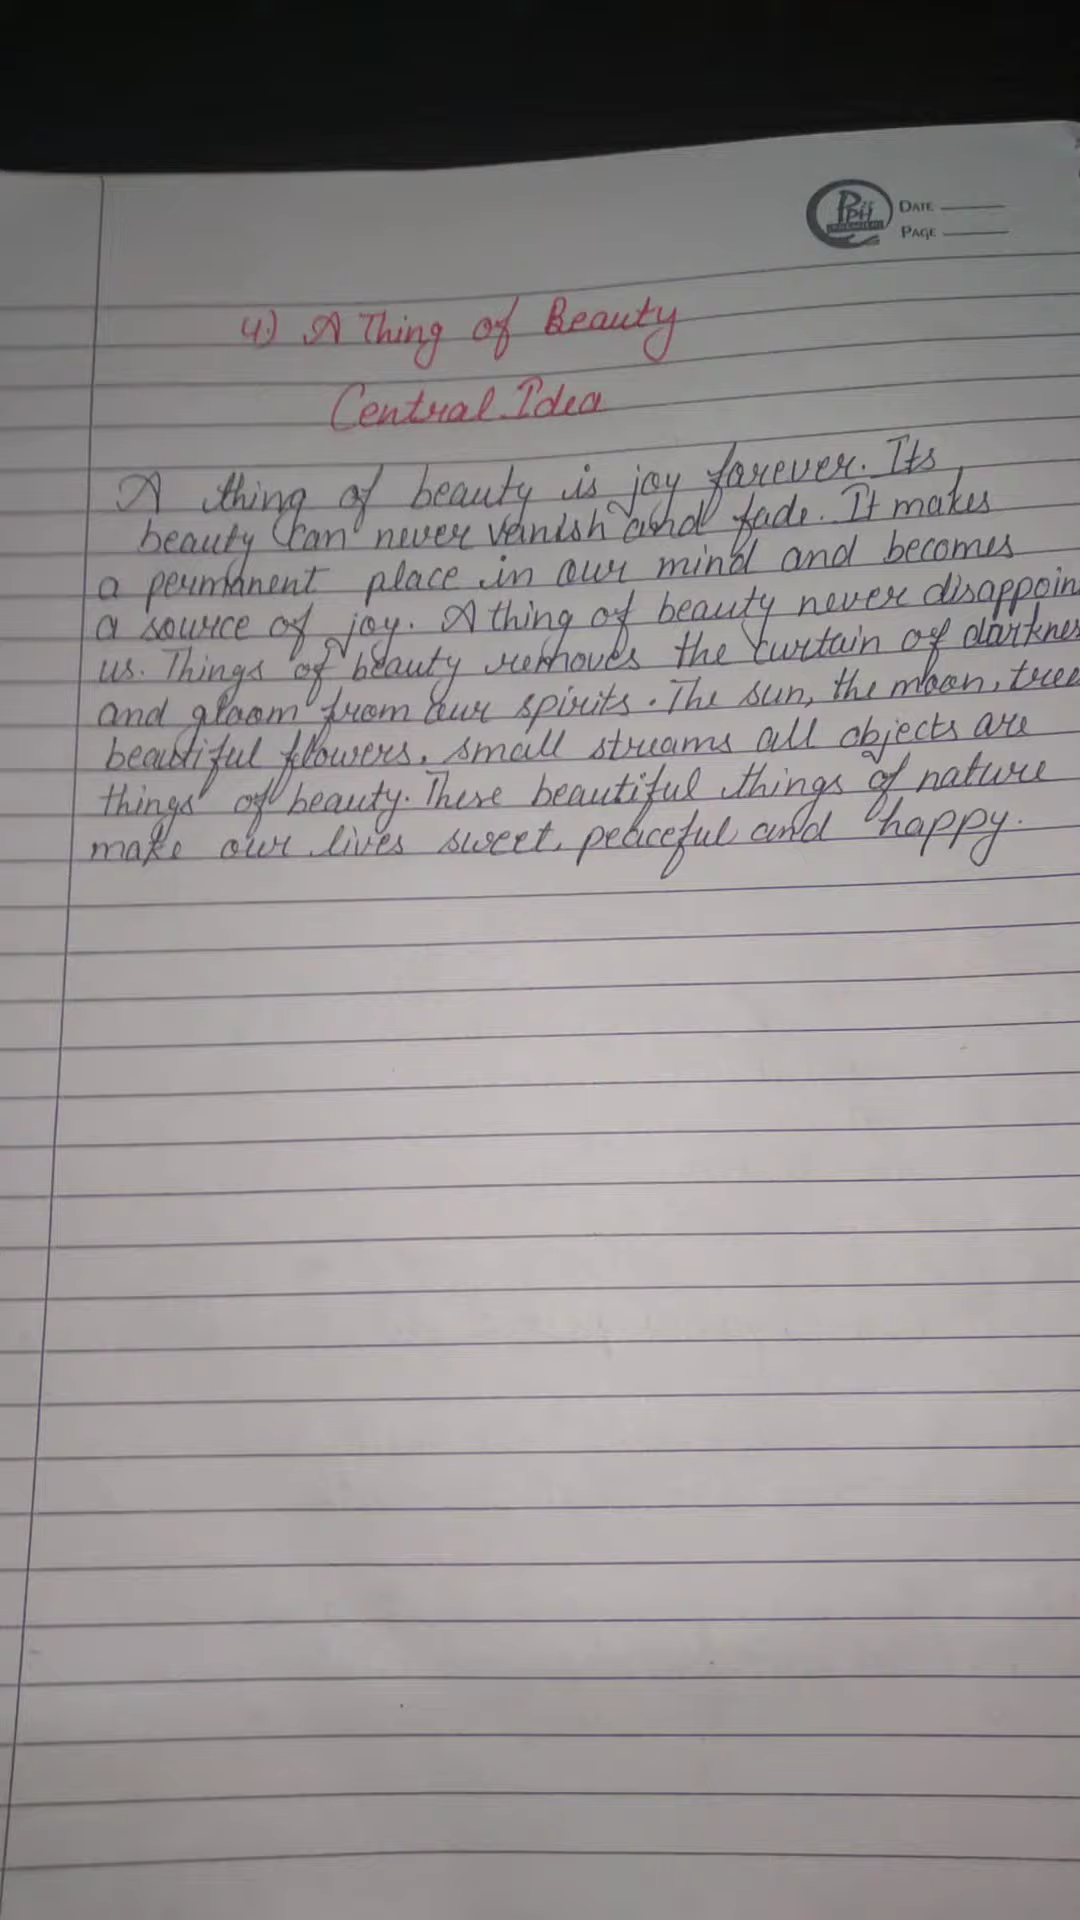 PpH
DATE
PAGE
4.) A Thing of Beauty
Central Idea
A thing of beauty is joy forever. Its
beauty can never vanish and fade. It makes
a permanent place in our mind and becomes
a source of joy. A thing of beauty never disappoin
us. Things of beauty removes the curtain of darknes
and gloom from our spirits. The sun, the moon, tree
beautiful flowers, small streams all objects are
things of beauty. These beautiful things of nature
make our lives sweet, peaceful and happy.